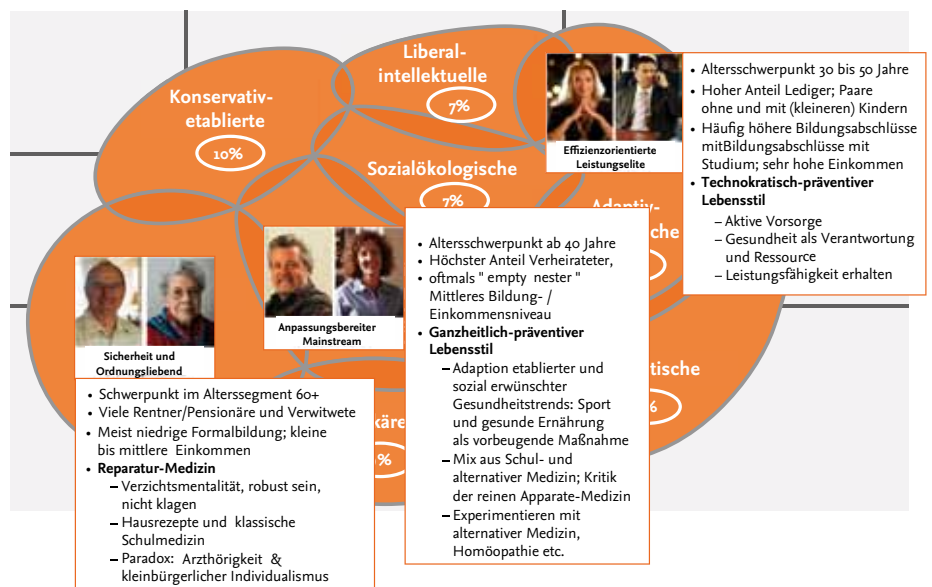 Liberal-
intellektuelle
7%
Konservativ-
etablierte
10%
Sozialökologische
7%
Effizienzorientierte
Leistungselite
• Altersschwerpunkt 30 bis 50 Jahre
• Hoher Anteil Lediger; Paare
ohne und mit (kleineren) Kindern
• Häufig höhere Bildungsabschlüsse
mitBildungsabschlüsse mit
Studium; sehr hohe Einkommen
• Technokratisch-präventiver
Lebensstil
– Aktive Vorsorge
– Gesundheit als Verantwortung
und Ressource
– Leistungsfähigkeit erhalten
Anpassungsbereiter
Mainstream
• Altersschwerpunkt ab 40 Jahre
• Höchster Anteil Verheirateter,
• oftmals " empty nester "
Mittleres Bildung- /
Einkommensniveau
• Ganzheitlich-präventiver
Lebensstil
– Adaption etablierter und
sozial erwünschter
Gesundheitstrends: Sport
und gesunde Ernährung
als vorbeugende Maßnahme
– Mix aus Schul- und
alternativer Medizin; Kritik
der reinen Apparate-Medizin
– Experimentieren mit
alternativer Medizin,
Homöopathie etc.
Sicherheit und
Ordnungsliebend
• Schwerpunkt im Alterssegment 60+
• Viele Rentner/Pensionäre und Verwitwete
• Meist niedrige Formalbildung; kleine
bis mittlere Einkommen
• Reparatur-Medizin
– Verzichtsmentalität, robust sein,
nicht klagen
– Hausrezepte und klassische
Schulmedizin
– Paradox: Arzthörigkeit &
kleinbürgerlicher Individualismus